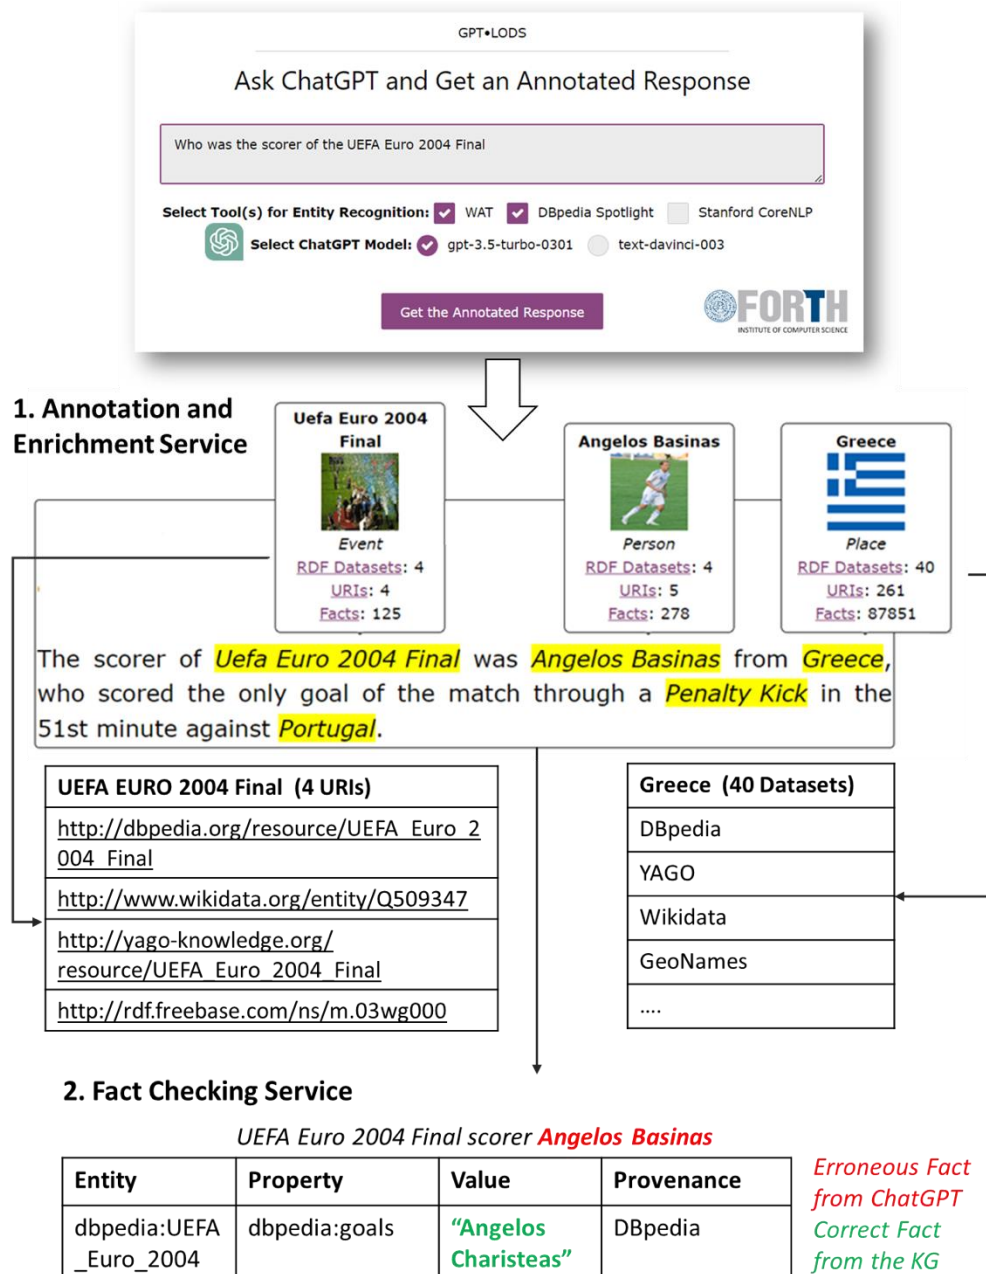 GPT•LODS
Ask ChatGPT and Get an Annotated Response
Who was the scorer of the UEFA Euro 2004 Final
Select Tool(s) for Entity Recognition: WAT DBpedia Spotlight Stanford CoreNLP
Select ChatGPT Model: gpt-3.5-turbo-0301 text-davinci-003
Get the Annotated Response
FORTH
INSTITUTE OF COMPUTER SCIENCE
1. Annotation and
Enrichment Service
Uefa Euro 2004
Final
Event
RDF Datasets: 4
URIs: 4
Facts: 125
Angelos Basinas
Person
RDF Datasets: 4
URIs: 5
Facts: 278
Greece
Place
RDF Datasets: 40
URIs: 261
Facts: 87851
The scorer of Uefa Euro 2004 Final was Angelos Basinas from Greece,
who scored the only goal of the match through a Penalty Kick in the
51st minute against Portugal.
UEFA EURO 2004 Final (4 URIs)
http://dbpedia.org/resource/UEFA_Euro_2
004_Final
http://www.wikidata.org/entity/Q509347
http://yago-knowledge.org/
resource/UEFA_Euro_2004_Final
http://rdf.freebase.com/ns/m.03wg000
Greece (40 Datasets)
DBpedia
YAGO
Wikidata
GeoNames
....
2. Fact Checking Service
UEFA Euro 2004 Final scorer Angelos Basinas
Entity Property Value Provenance
dbpedia:UEFA dbpedia:goals “Angelos DBpedia
_Euro_2004 Charisteas”
Erroneous Fact
from ChatGPT
Correct Fact
from the KG